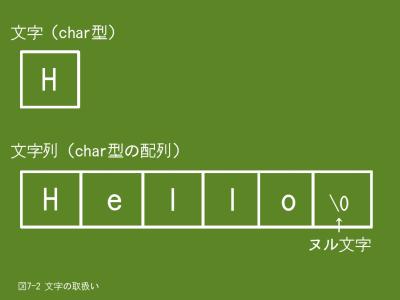 文字（char型）
H
文字列（char型の配列）
H e l l o \0
↑
ヌル文字
図7-2 文字の取扱い